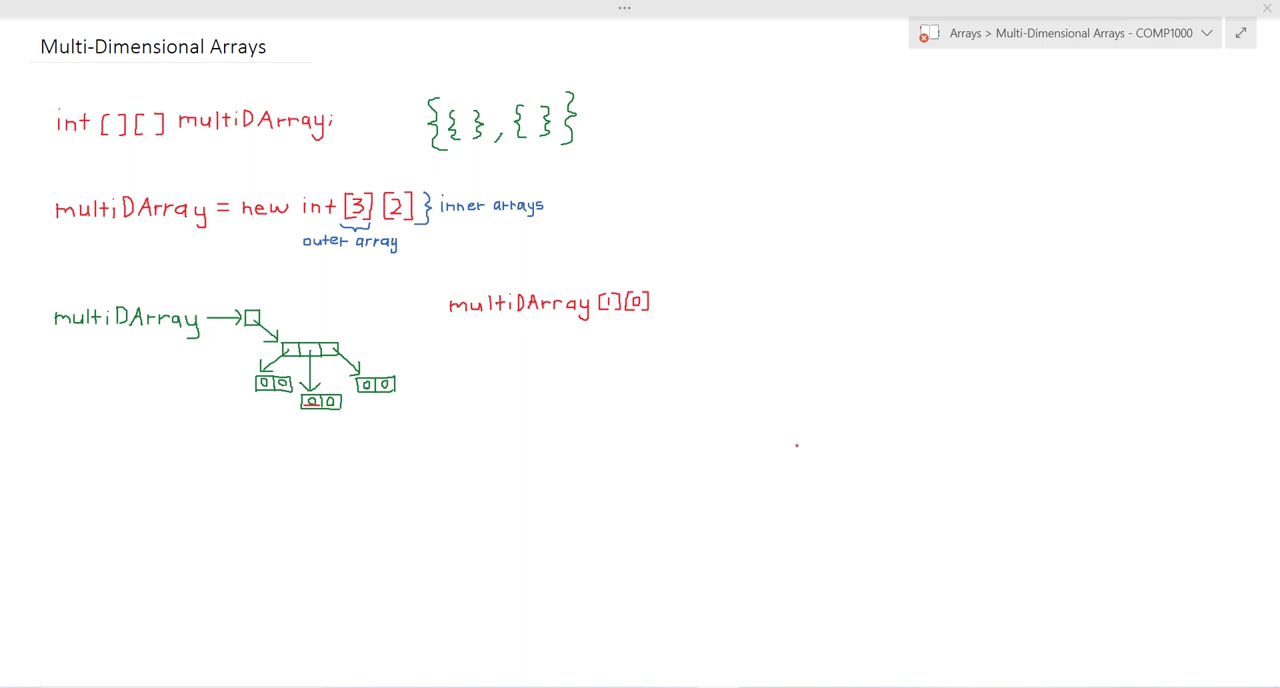 Multi-Dimensional Arrays
Arrays > Multi-Dimensional Arrays - COMP1000
int [ ][ ] multiDArray;
{{ }, { }}
multiDArray = new int [3][2] } inner arrays
outer array
multiDArray
multiDArray [1][0]
0 0
0 0
0 0